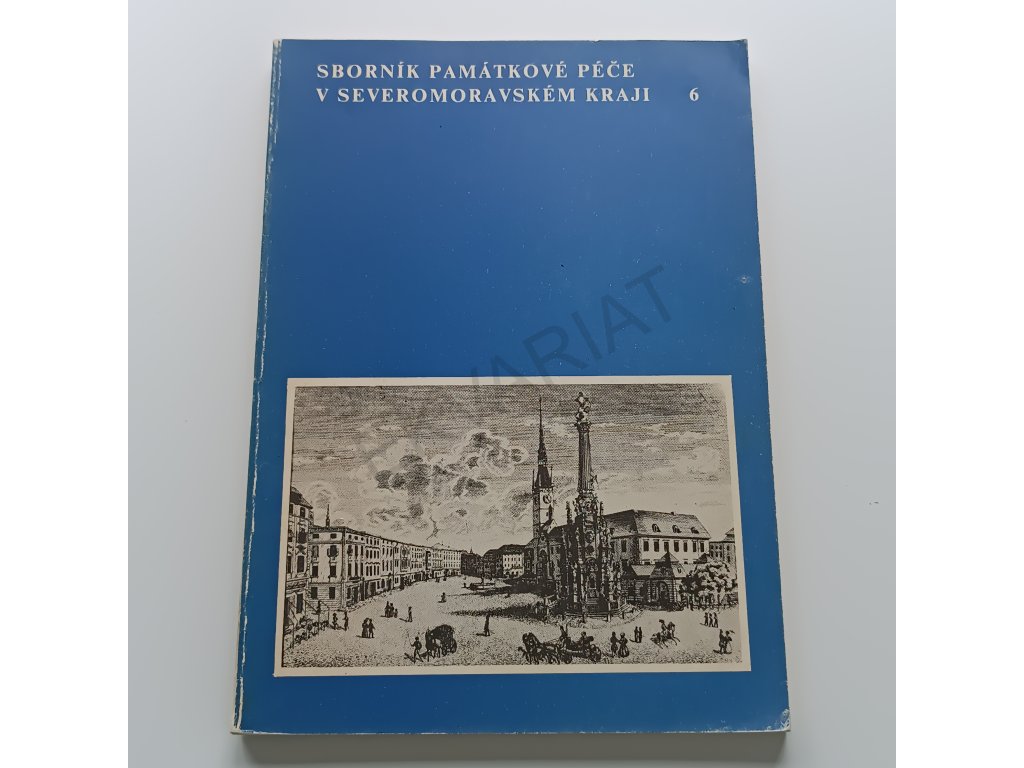 SBORNÍK PAMÁTKOVÉ PÉČE
V SEVEROMORAVSKÉM KRAJI 6